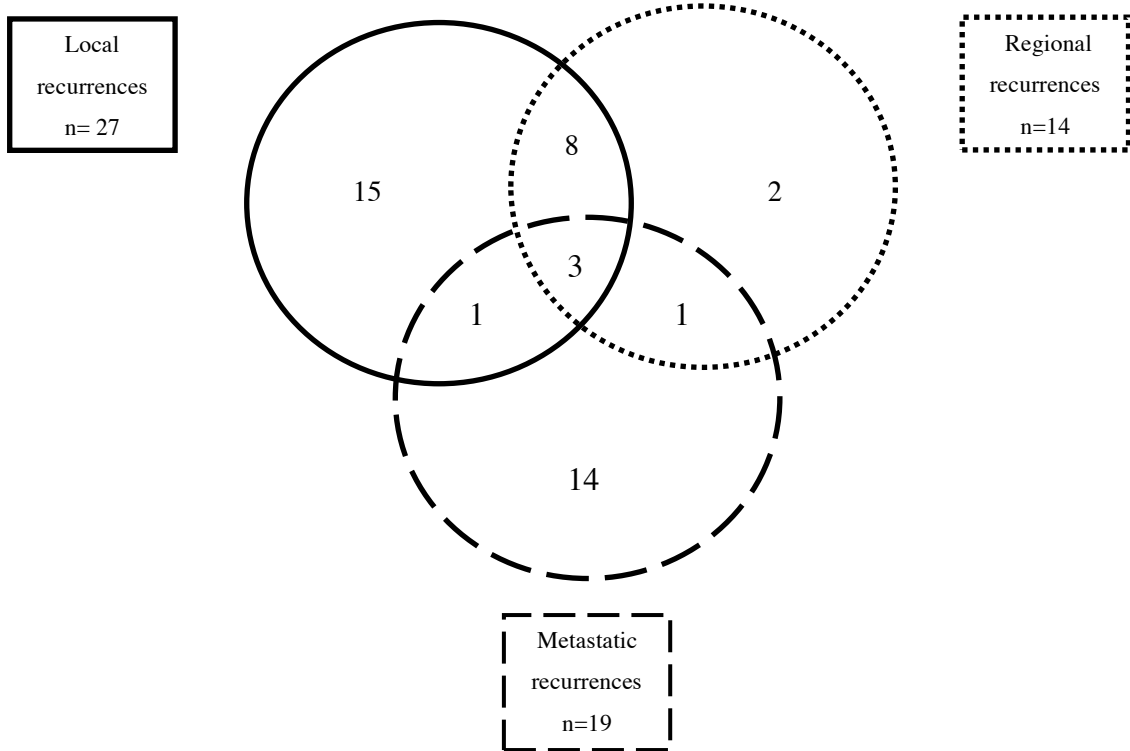 Local
recurrences
n= 27
Regional
recurrences
n=14
8
15
2
3
1
1
14
Metastatic
recurrences
n=19